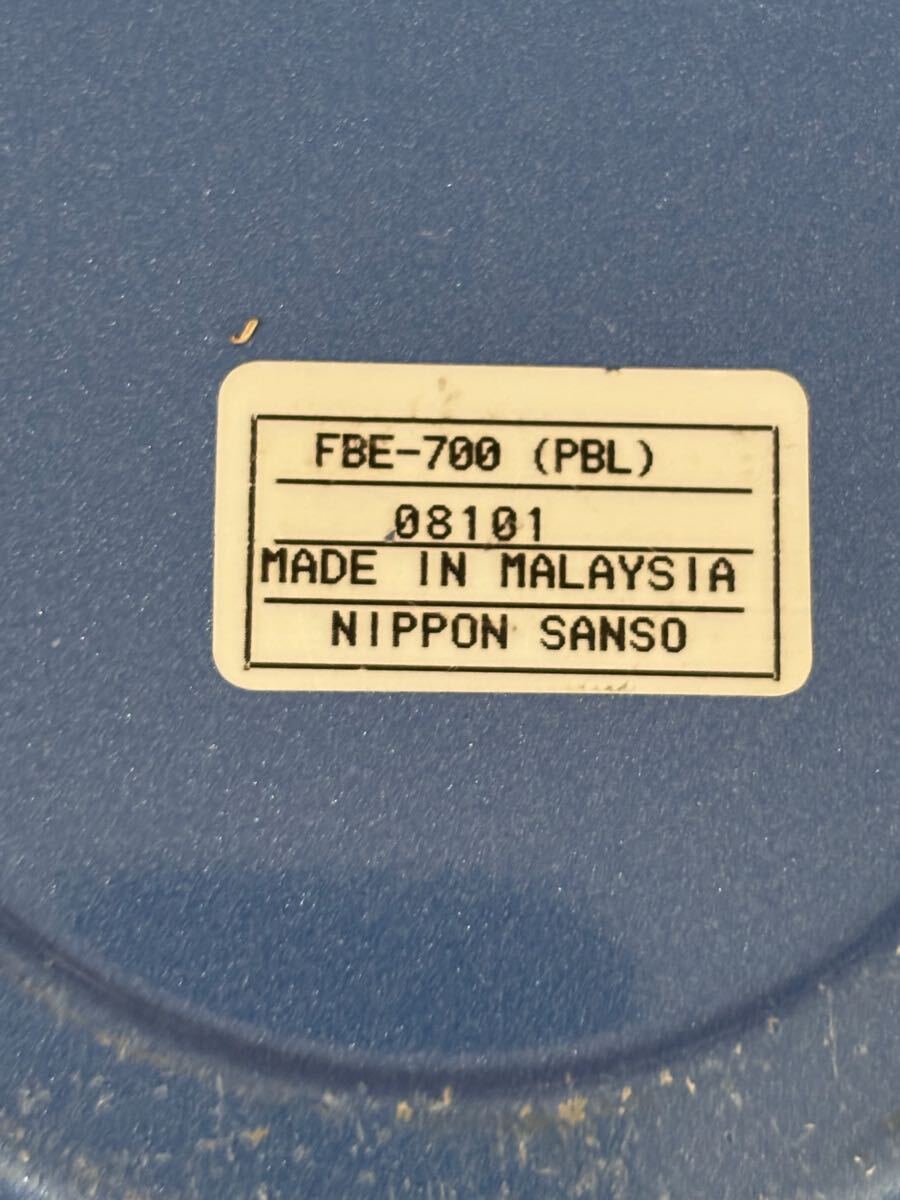 FBE-700 (PBL)
08101
MADE IN MALAYSIA
NIPPON SANSO